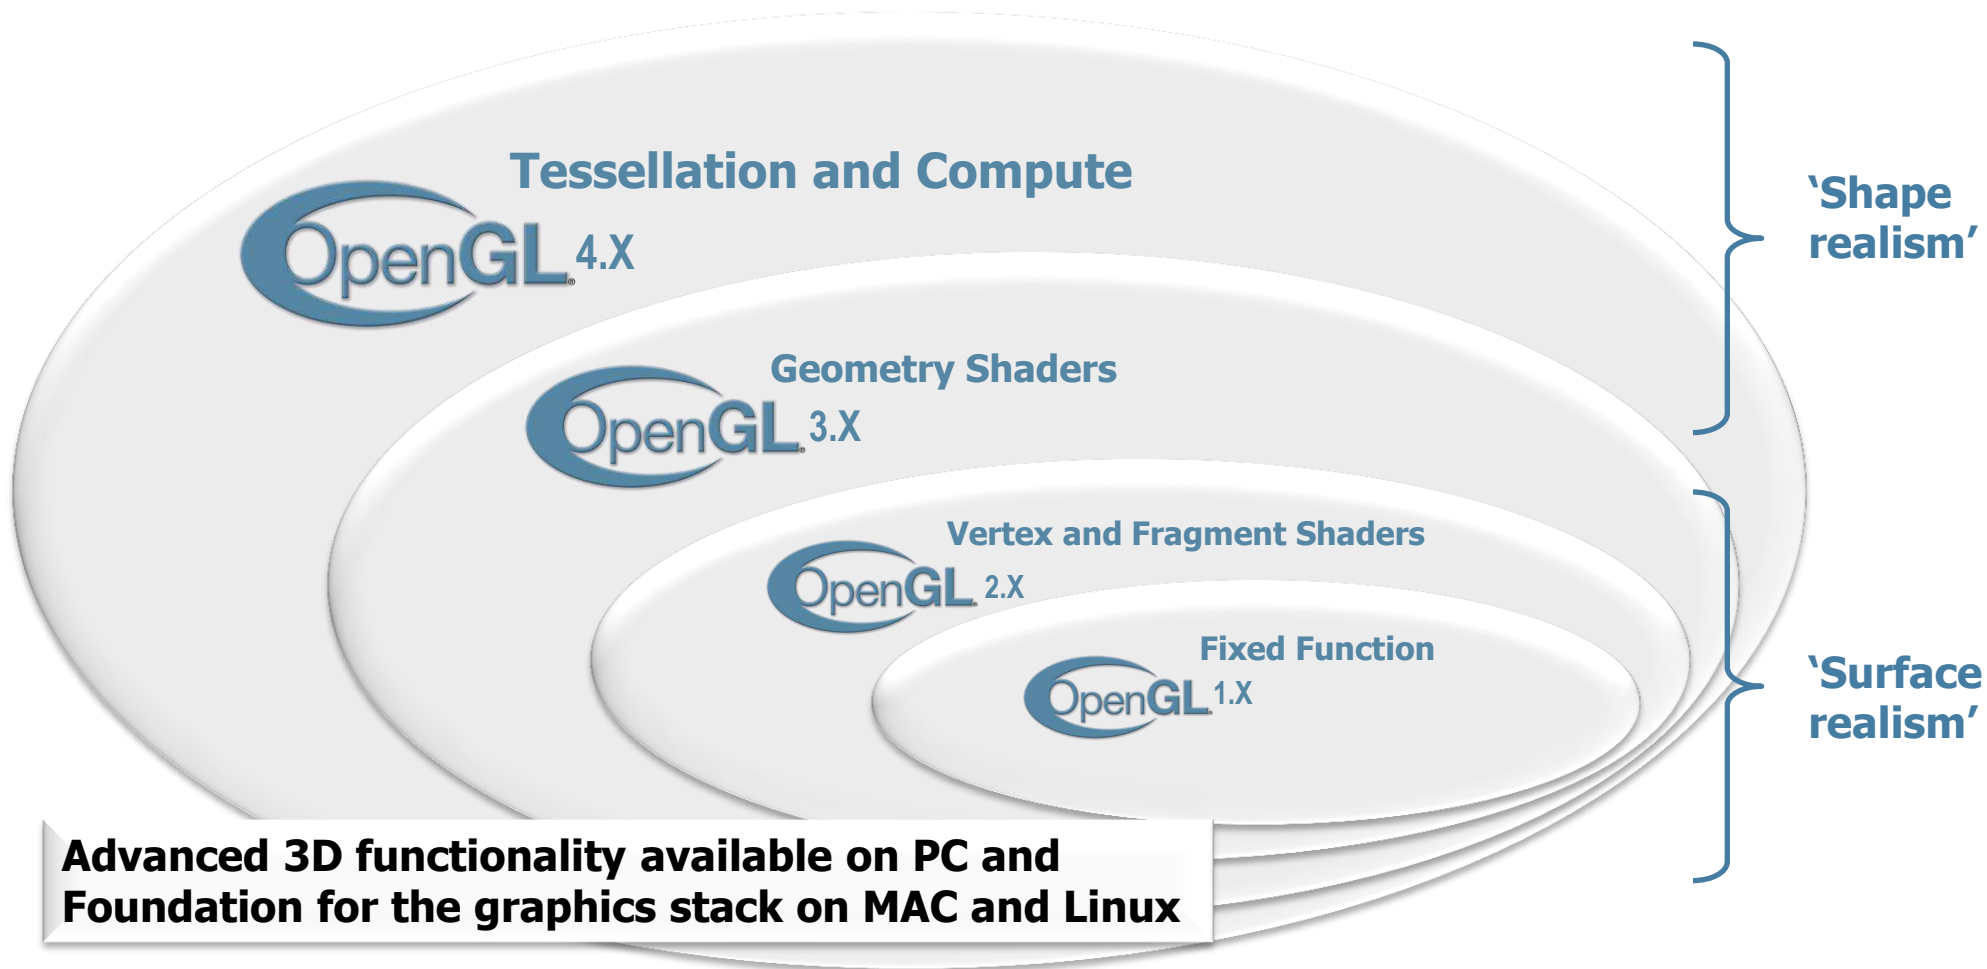 Tessellation and Compute
OpenGL® 4.X
‘Shape
realism’
Geometry Shaders
OpenGL® 3.X
Vertex and Fragment Shaders
OpenGL® 2.X
Fixed Function
OpenGL® 1.X
‘Surface
realism’
Advanced 3D functionality available on PC and
Foundation for the graphics stack on MAC and Linux